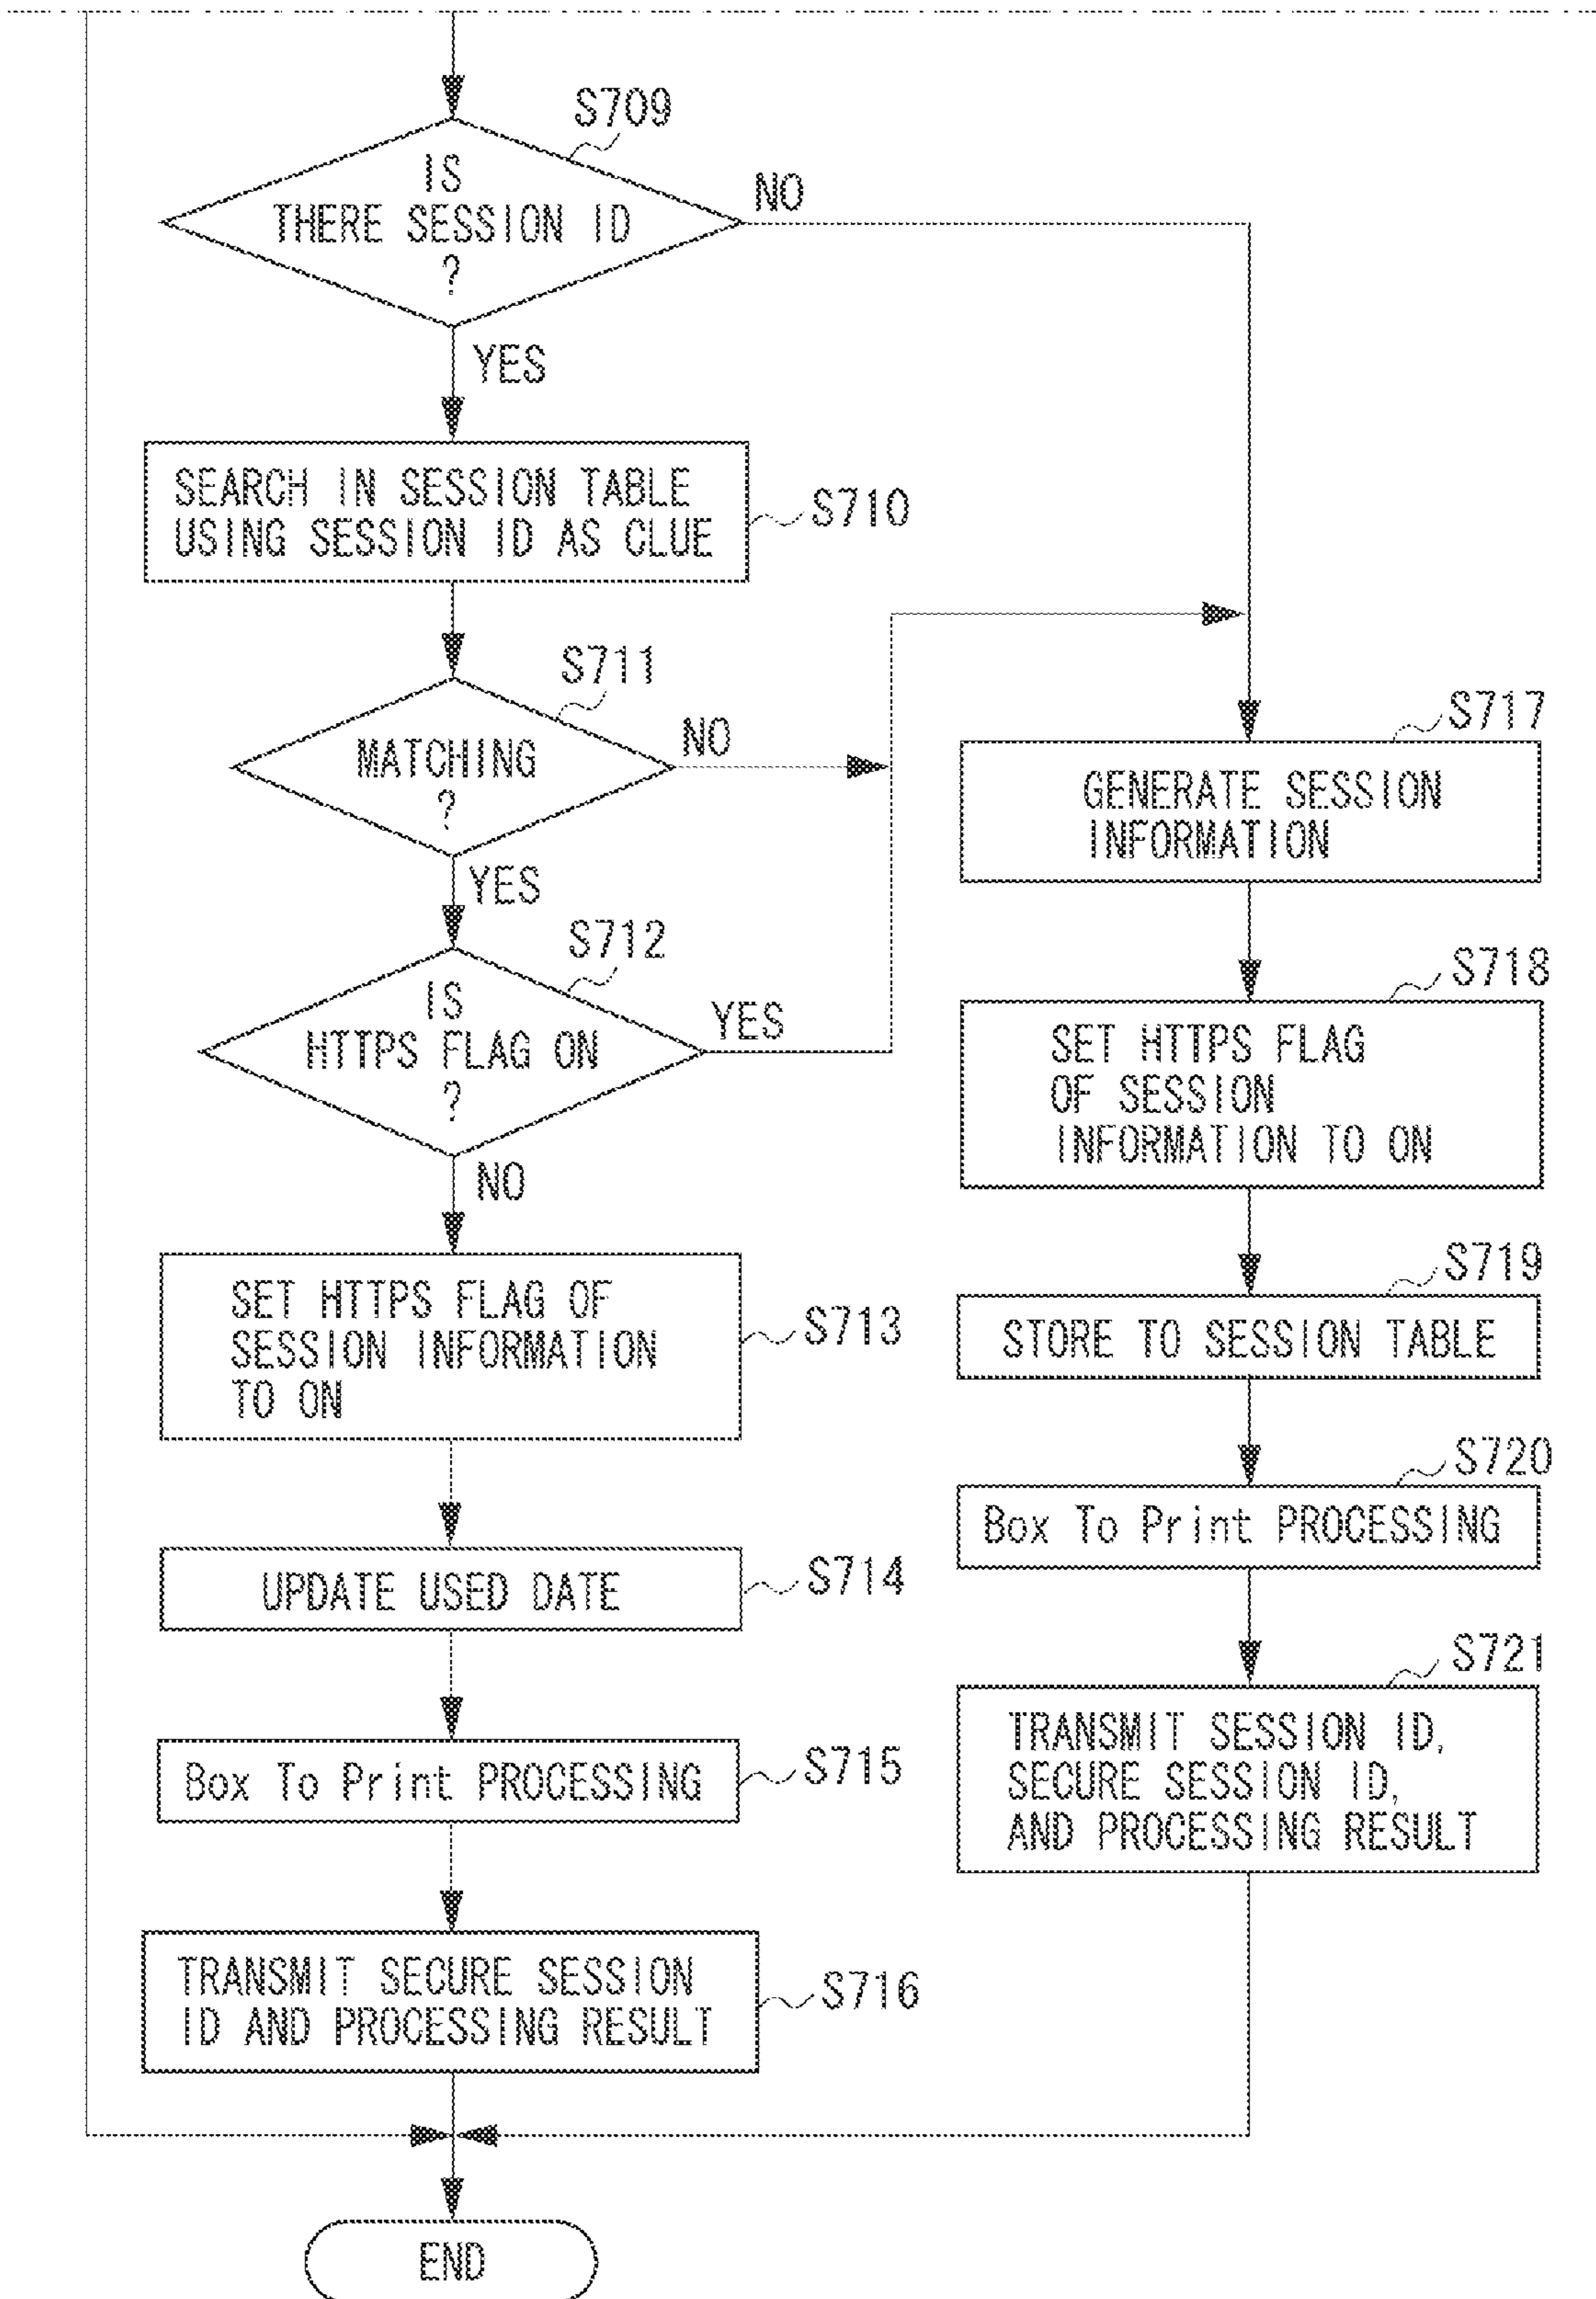 S709
IS
THERE SESSION ID
?
NO
YES
SEARCH IN SESSION TABLE
USING SESSION ID AS CLUE
S710
S711
MATCHING
?
NO
YES
S712
IS
HTTPS FLAG ON
?
YES
NO
SET HTTPS FLAG OF
SESSION INFORMATION
TO ON
S713
UPDATE USED DATE
S714
Box To Print PROCESSING
S715
TRANSMIT SECURE SESSION
ID AND PROCESSING RESULT
S716
S717
GENERATE SESSION
INFORMATION
S718
SET HTTPS FLAG
OF SESSION
INFORMATION TO ON
S719
STORE TO SESSION TABLE
S720
Box To Print PROCESSING
S721
TRANSMIT SESSION ID,
SECURE SESSION ID,
AND PROCESSING RESULT
END